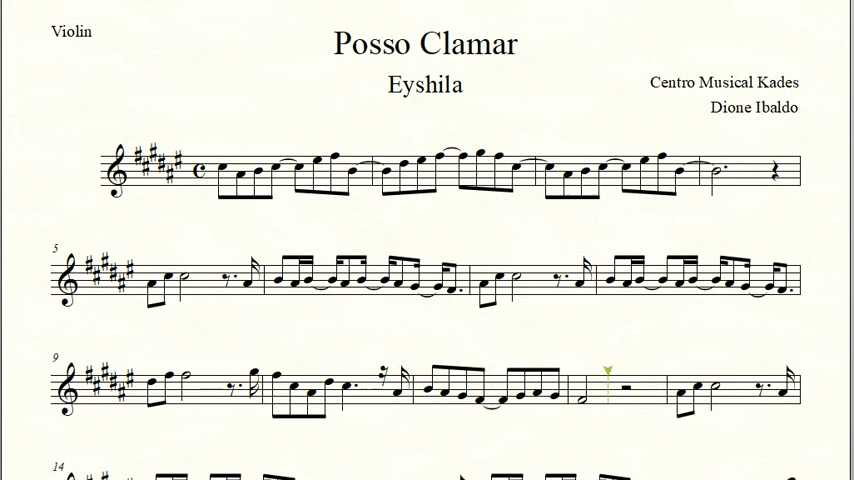 Violin
Posso Clamar
Eyshila
Centro Musical Kades
Dione Ibaldo
5
9
14